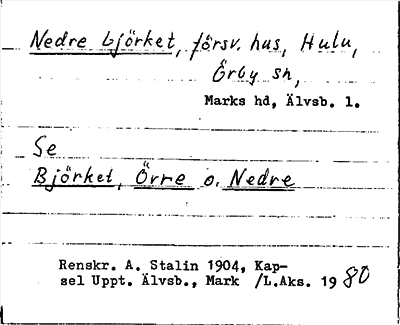 Nedre björket, försv. hus, Hulu,
Örby sn,
Marks hd, Älvsb. l.
Se
Björket, Örre o. Nedre
Renskr. A. Stalin 1904, Kap-
sel Uppt. Älvsb., Mark /L.Aks. 1980